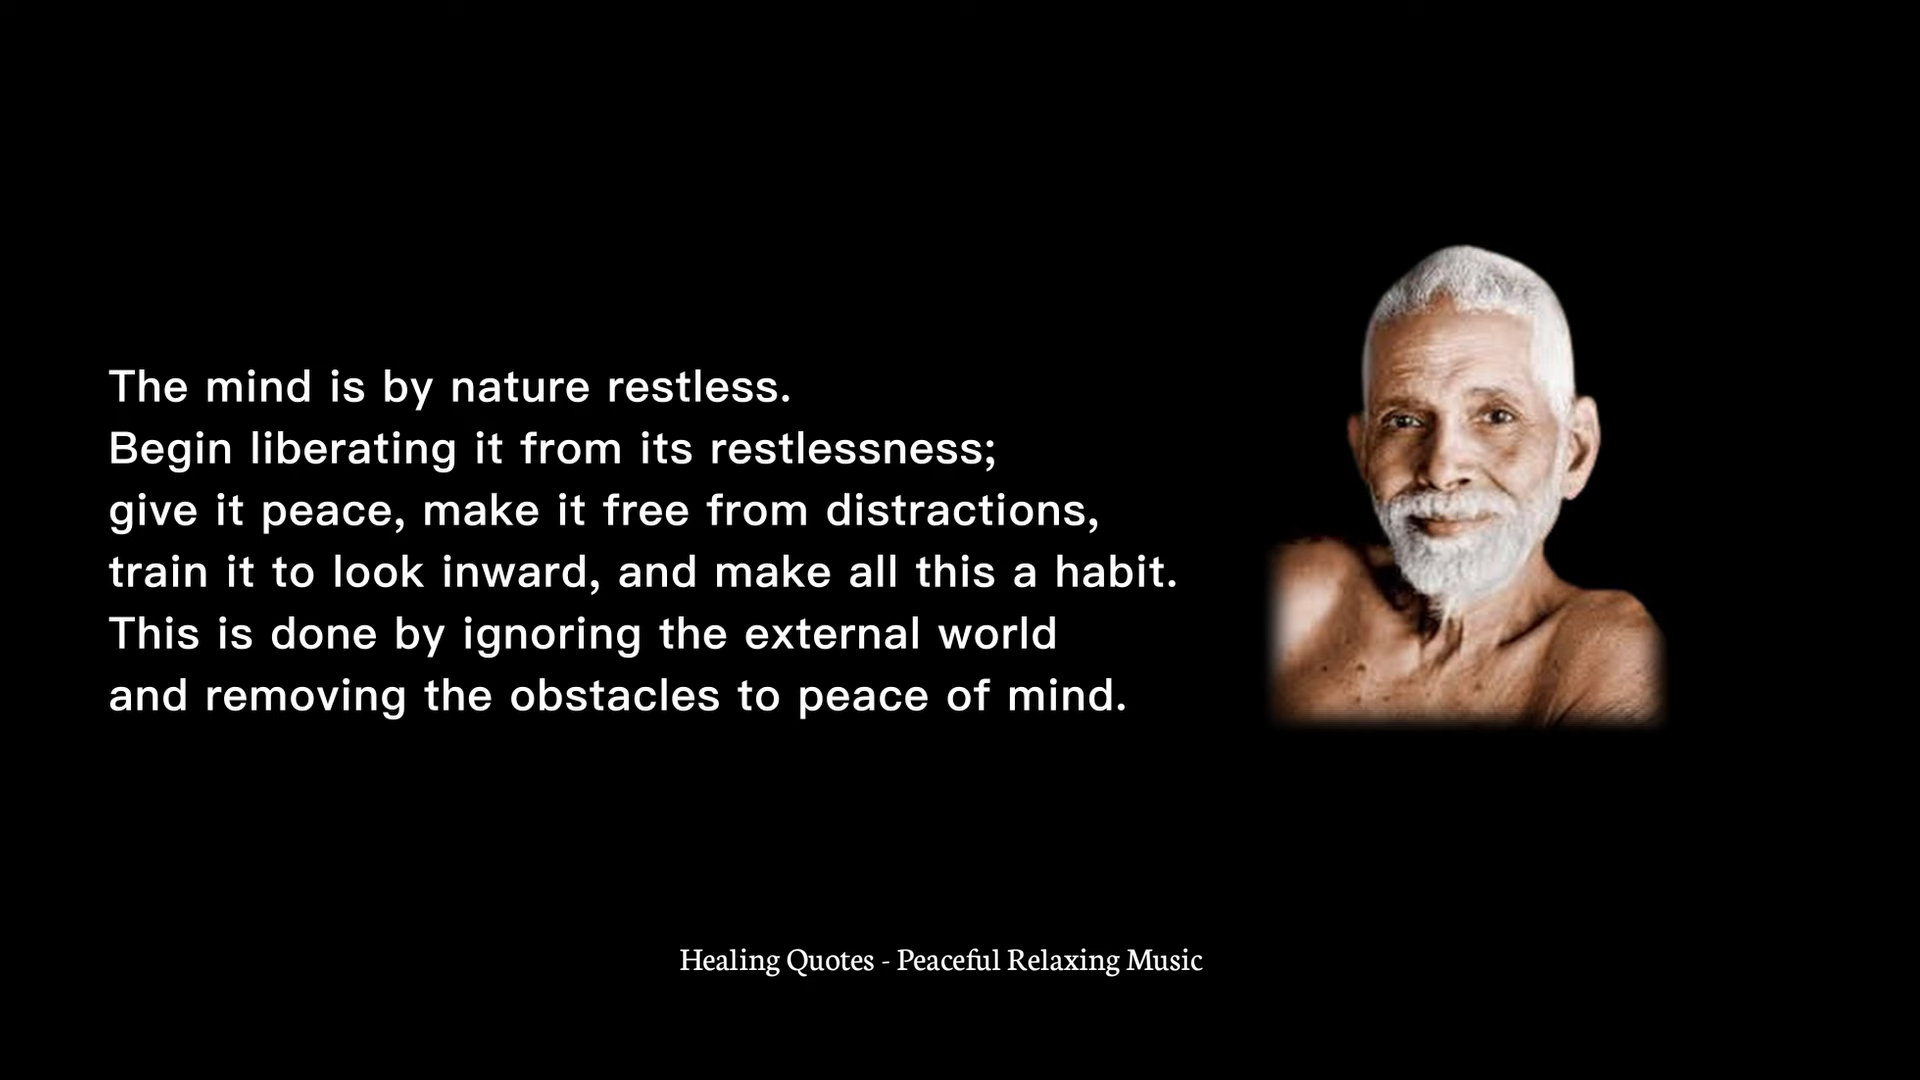 The mind is by nature restless.
Begin liberating it from its restlessness;
give it peace, make it free from distractions,
train it to look inward, and make all this a habit.
This is done by ignoring the external world
and removing the obstacles to peace of mind.
Healing Quotes - Peaceful Relaxing Music